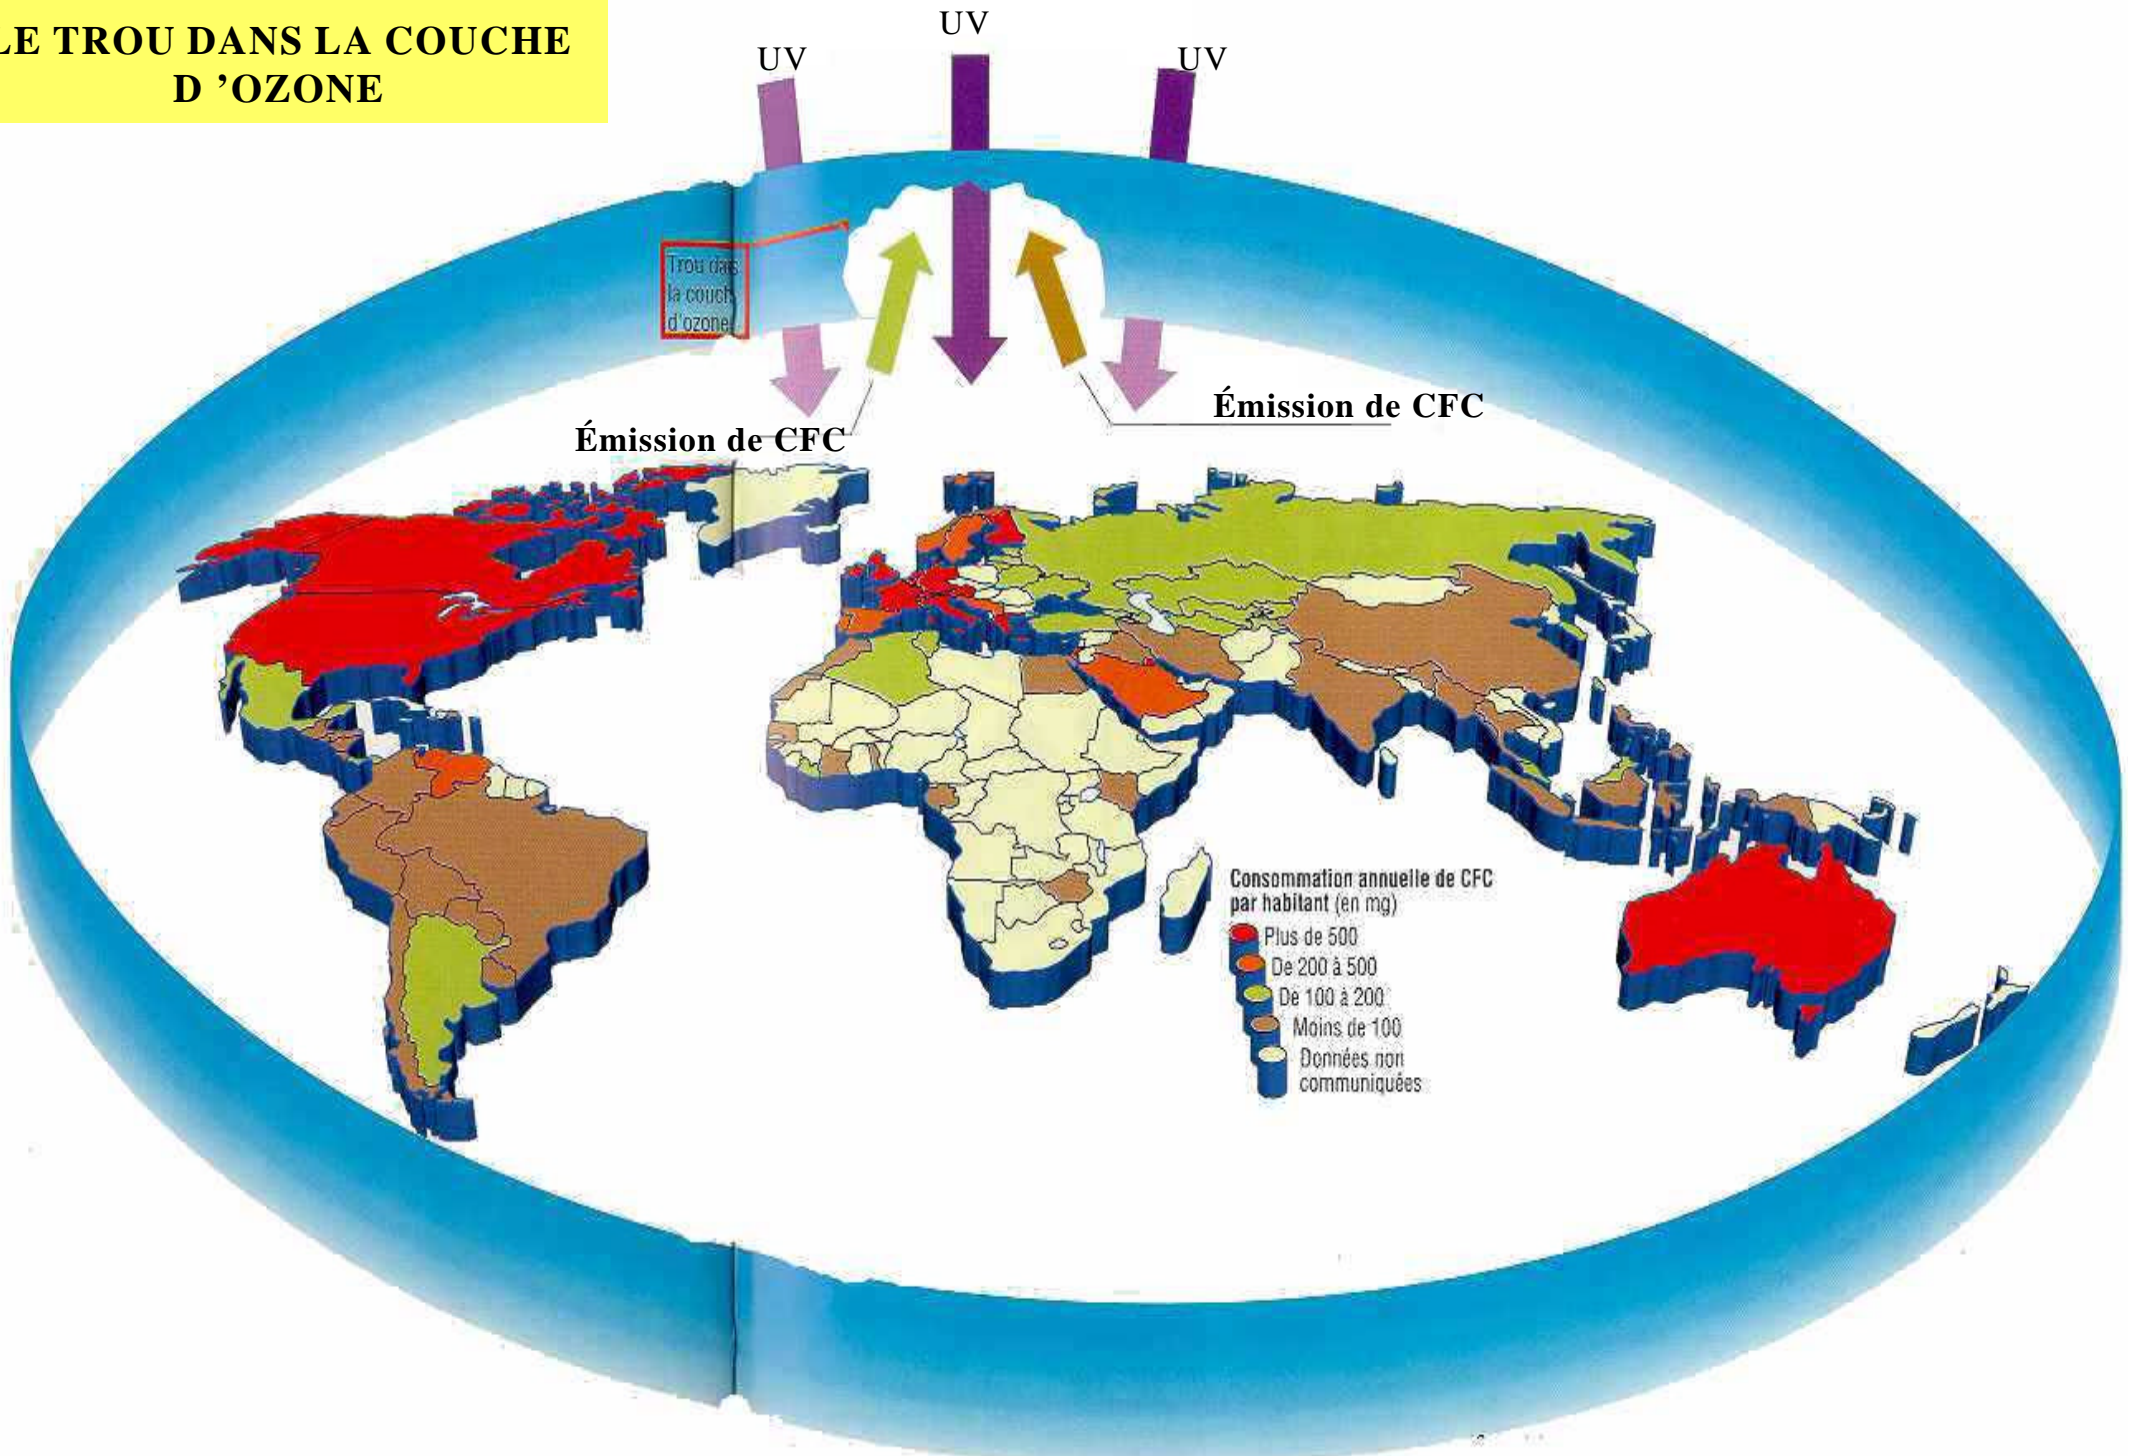 LE TROU DANS LA COUCHE
D ’OZONE
UV
UV
UV
Trou dans
la couche
d'ozone
Émission de CFC
Émission de CFC
Consommation annuelle de CFC
par habitant (en mg)
Plus de 500
De 200 à 500
De 100 à 200
Moins de 100
Données non
communiquées